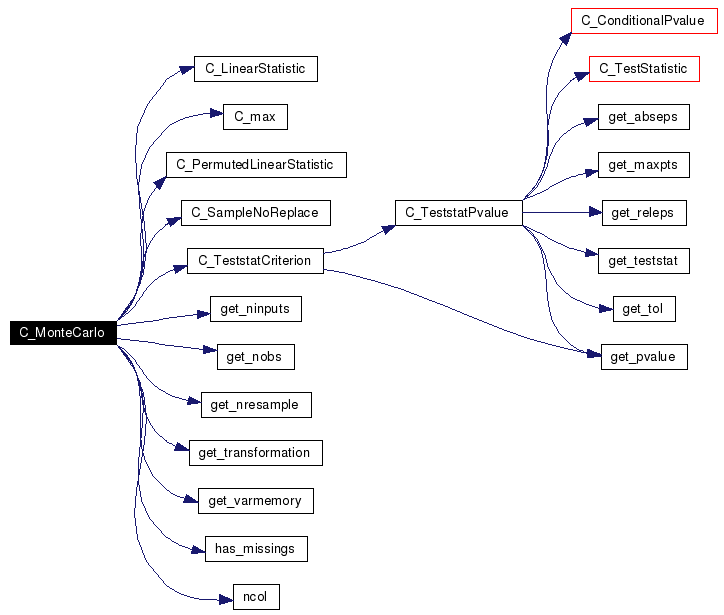 C_MonteCarlo
C_LinearStatistic
C_max
C_PermutedLinearStatistic
C_SampleNoReplace
C_TeststatCriterion
get_ninputs
get_nobs
get_nresample
get_transformation
get_varmemory
has_missings
ncol
C_TeststatPvalue
C_ConditionalPvalue
C_TestStatistic
get_abseps
get_maxpts
get_releps
get_teststat
get_tol
get_pvalue